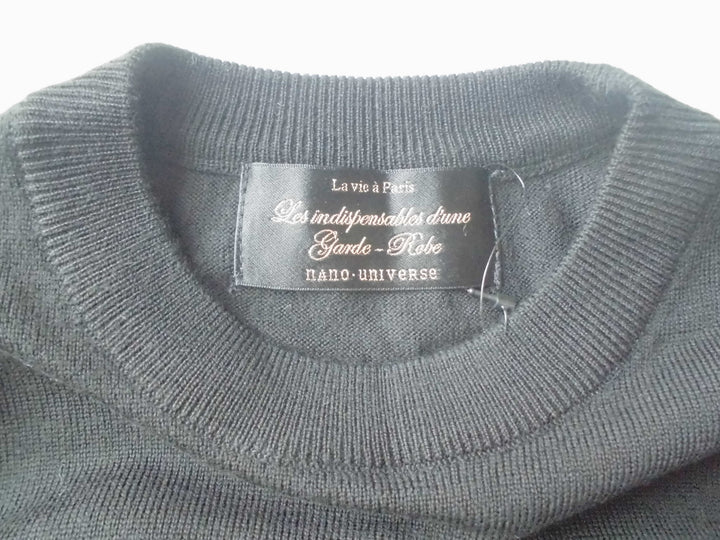 La vie à Paris
Les indispensables d'une
Garde - Robe
nano·universe